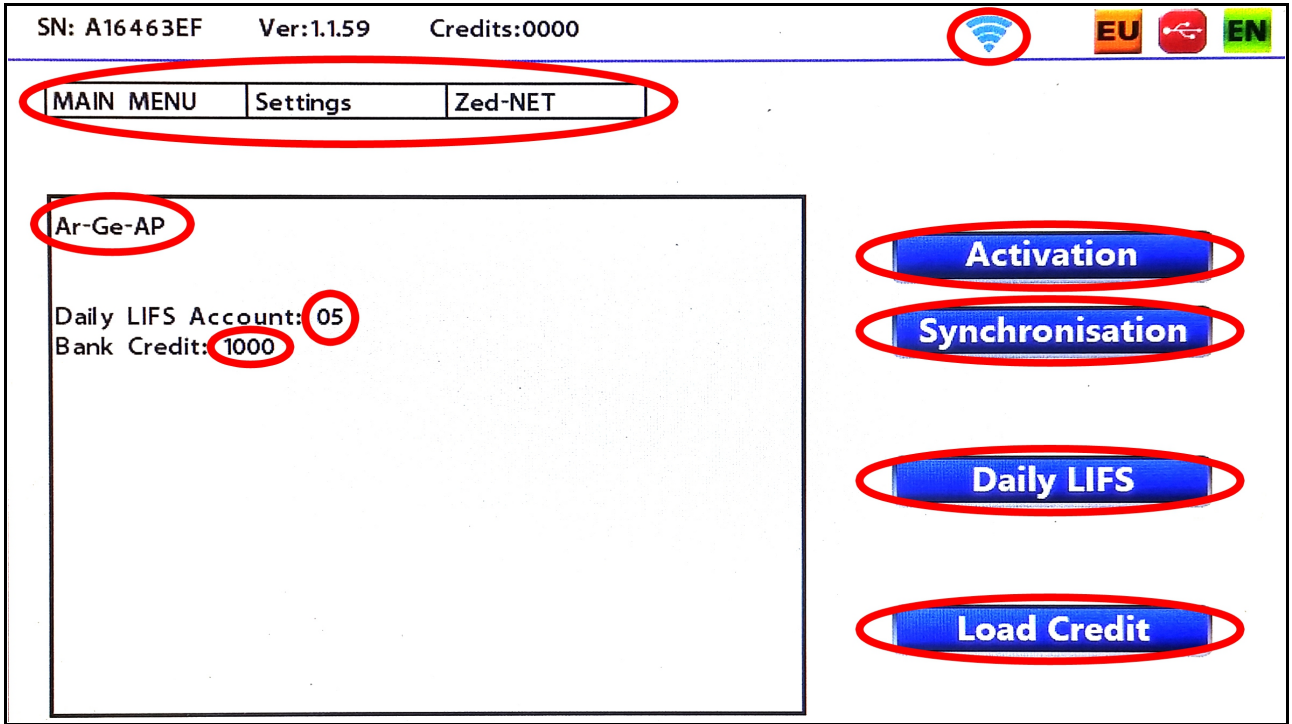 SN: A16463EF Ver:1.1.59 Credits:0000 EU EN
MAIN MENU Settings Zed-NET
Ar-Ge-AP
Activation
Daily LIFS Account: 05
Synchronisation
Bank Credit: 1000
Daily LIFS
Load Credit